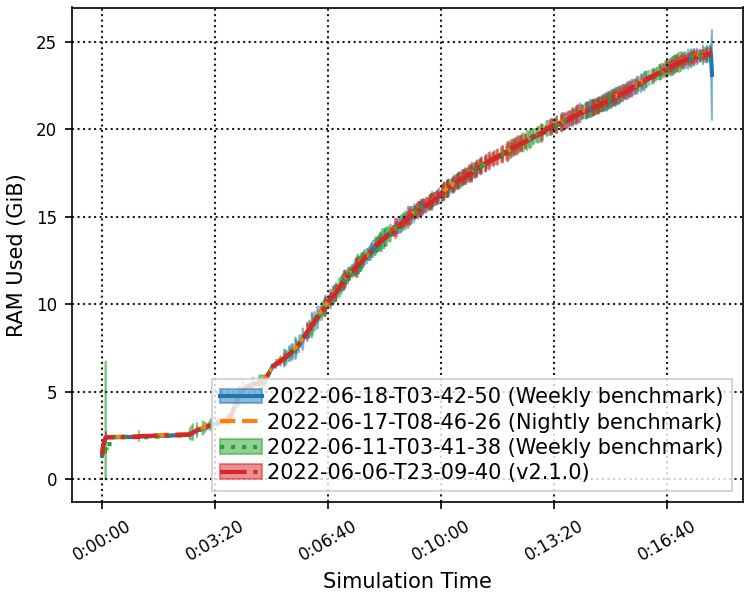 25
20
15
10
5
0
RAM Used (GiB)
2022-06-18-T03-42-50 (Weekly benchmark)
2022-06-17-T08-46-26 (Nightly benchmark)
2022-06-11-T03-41-38 (Weekly benchmark)
2022-06-06-T23-09-40 (v2.1.0)
0:00:00
0:03:20
0:06:40
0:10:00
0:13:20
0:16:40
Simulation Time